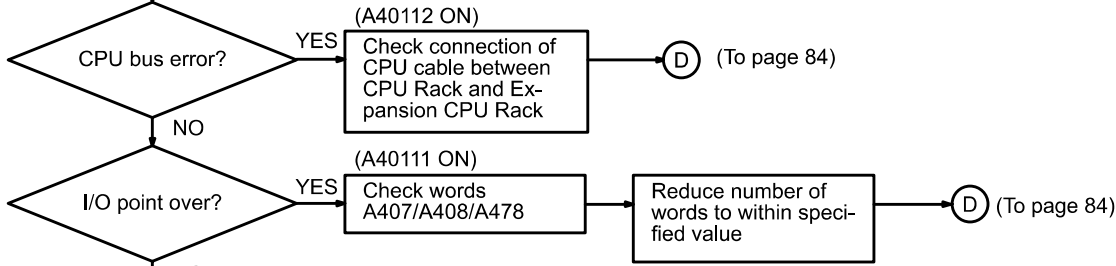 (A40112 ON)
CPU bus error?
YES
Check connection of
CPU cable between
CPU Rack and Ex-
pansion CPU Rack
D
(To page 84)
NO
(A40111 ON)
I/O point over?
YES
Check words
A407/A408/A478
Reduce number of
words to within speci-
fied value
D
(To page 84)